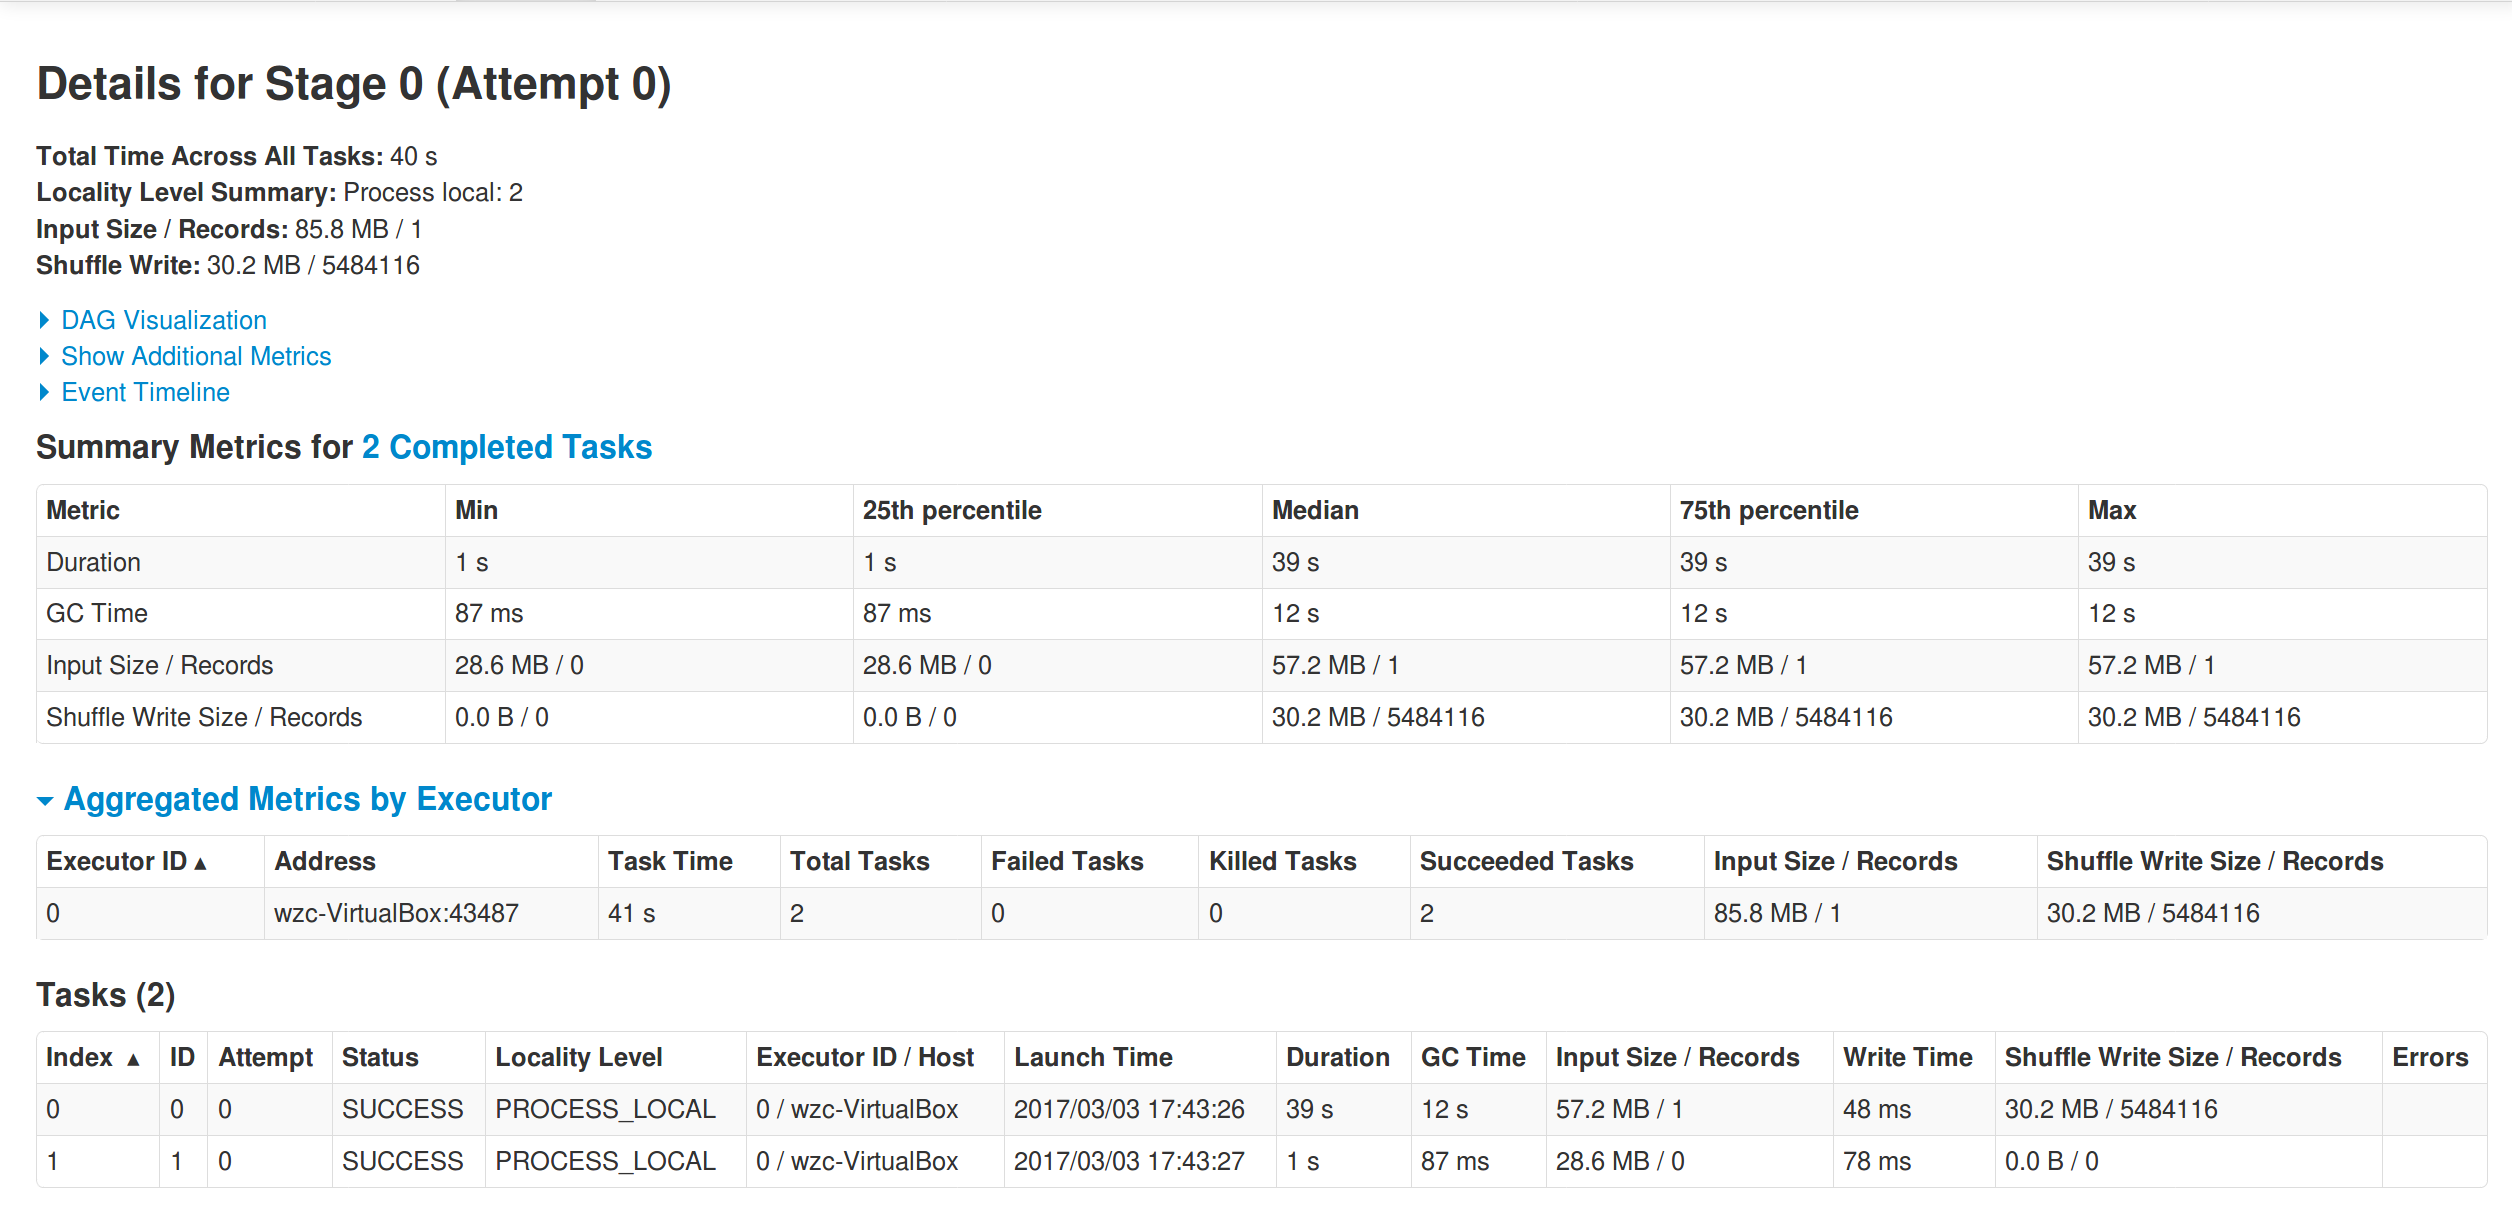 Details for Stage 0 (Attempt 0)
Total Time Across All Tasks: 40 s
Locality Level Summary: Process local: 2
Input Size / Records: 85.8 MB / 1
Shuffle Write: 30.2 MB / 5484116
DAG Visualization
Show Additional Metrics
Event Timeline
Summary Metrics for 2 Completed Tasks
Metric Min 25th percentile Median 75th percentile Max
Duration 1 s 1 s 39 s 39 s 39 s
GC Time 87 ms 87 ms 12 s 12 s 12 s
Input Size / Records 28.6 MB / 0 28.6 MB / 0 57.2 MB / 1 57.2 MB / 1 57.2 MB / 1
Shuffle Write Size / Records 0.0 B / 0 0.0 B / 0 30.2 MB / 5484116 30.2 MB / 5484116 30.2 MB / 5484116
Aggregated Metrics by Executor
Executor ID ▴ Address Task Time Total Tasks Failed Tasks Killed Tasks Succeeded Tasks Input Size / Records Shuffle Write Size / Records
0 wzc-VirtualBox:43487 41 s 2 0 0 2 85.8 MB / 1 30.2 MB / 5484116
Tasks (2)
Index ▴ ID Attempt Status Locality Level Executor ID / Host Launch Time Duration GC Time Input Size / Records Write Time Shuffle Write Size / Records Errors
0 0 0 SUCCESS PROCESS_LOCAL 0 / wzc-VirtualBox 2017/03/03 17:43:26 39 s 12 s 57.2 MB / 1 48 ms 30.2 MB / 5484116
1 1 0 SUCCESS PROCESS_LOCAL 0 / wzc-VirtualBox 2017/03/03 17:43:27 1 s 87 ms 28.6 MB / 0 78 ms 0.0 B / 0